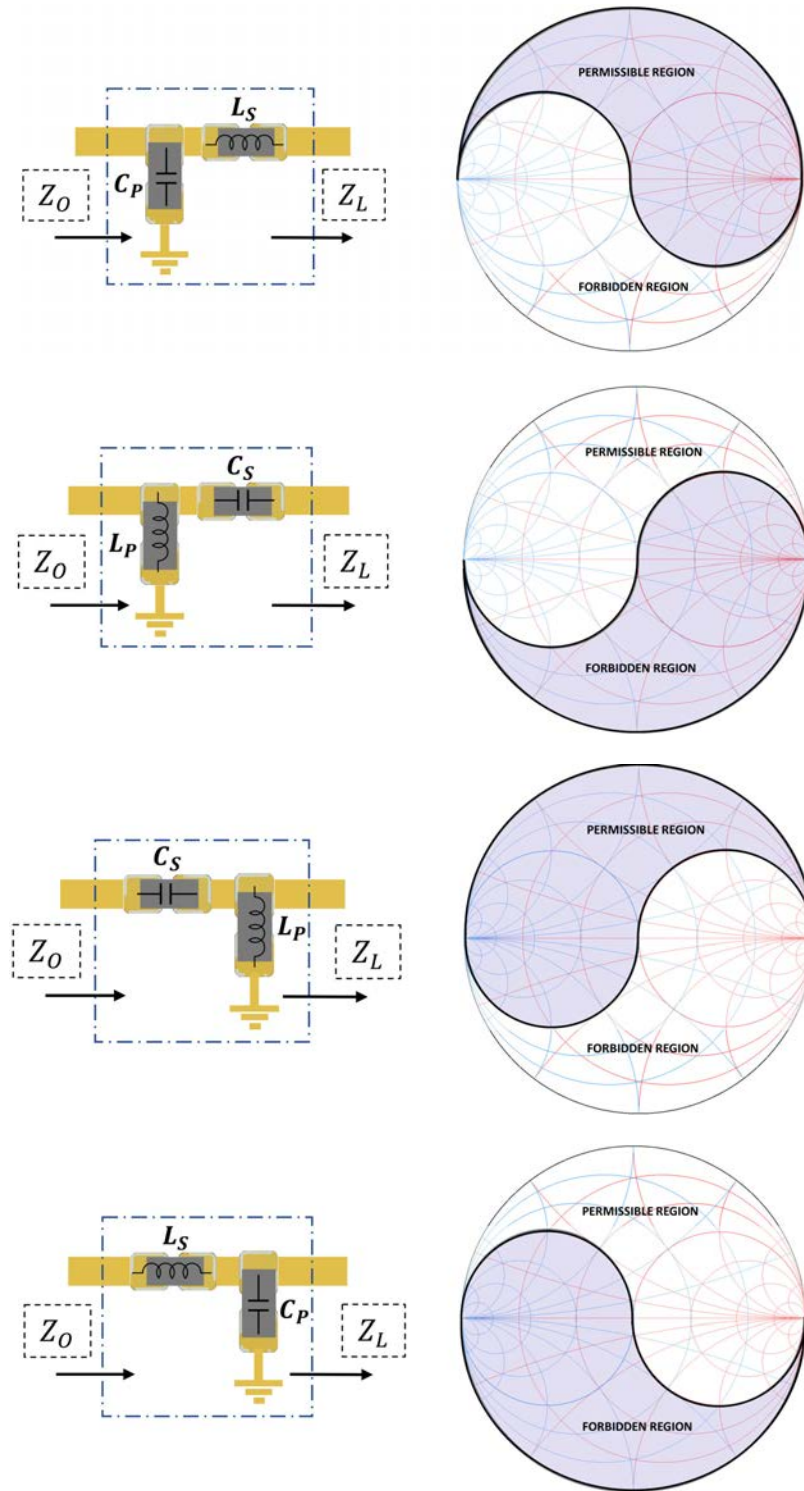 PERMISSIBLE REGION
L_S
C_P
Z_O
Z_L
FORBIDDEN REGION
PERMISSIBLE REGION
C_S
L_P
Z_O
Z_L
FORBIDDEN REGION
PERMISSIBLE REGION
C_S
L_P
Z_O
Z_L
FORBIDDEN REGION
PERMISSIBLE REGION
L_S
C_P
Z_O
Z_L
FORBIDDEN REGION